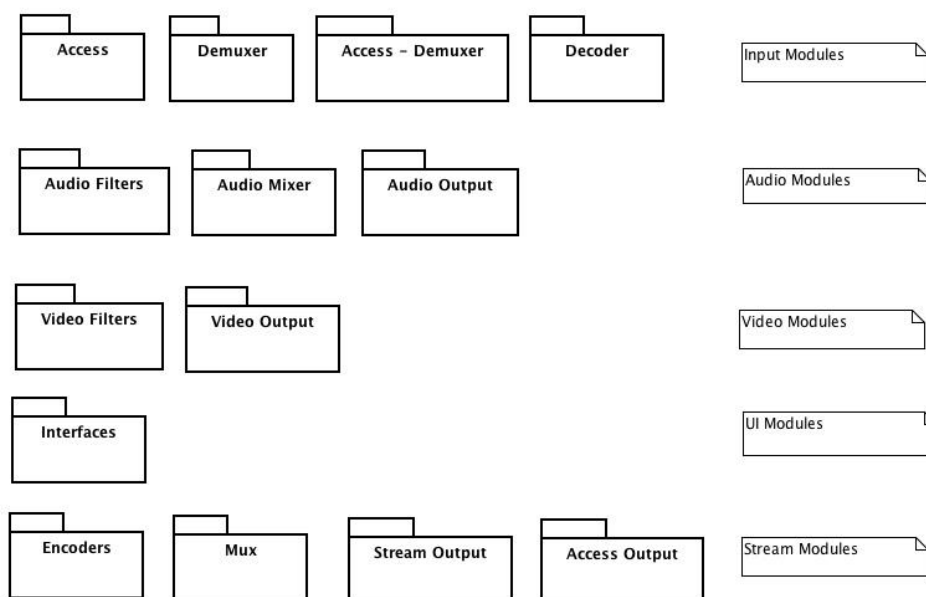 Access
Demuxer
Access – Demuxer
Decoder
Input Modules
Audio Filters
Audio Mixer
Audio Output
Audio Modules
Video Filters
Video Output
Video Modules
Interfaces
UI Modules
Encoders
Mux
Stream Output
Access Output
Stream Modules